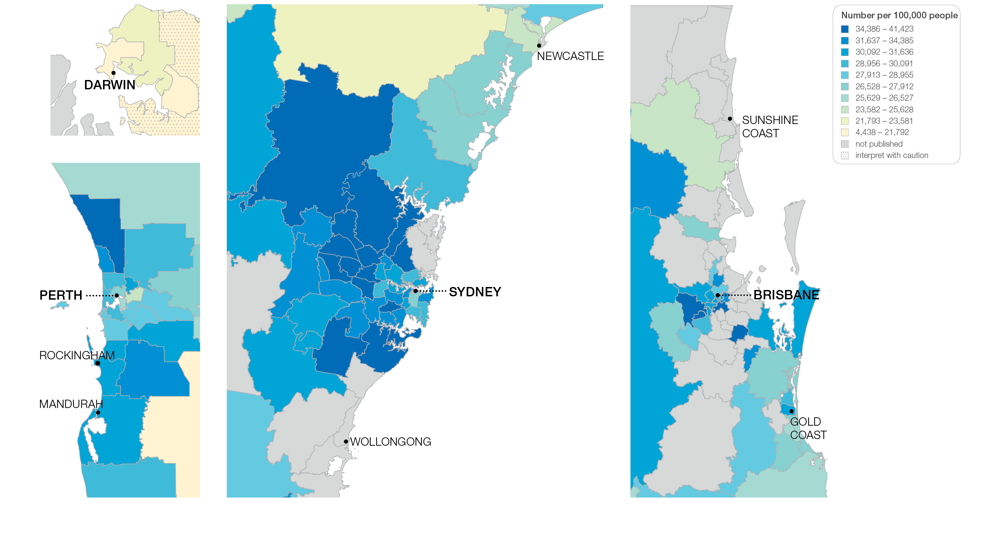 DARWIN
PERTH
ROCKINGHAM
MANDURAH
NEWCASTLE
SYDNEY
WOLLONGONG
SUNSHINE
COAST
BRISBANE
GOLD
COAST
Number per 100,000 people
34,386 – 41,423
31,637 – 34,385
30,092 – 31,636
28,956 – 30,091
27,913 – 28,955
26,528 – 27,912
25,629 – 26,527
23,582 – 25,628
21,793 – 23,581
4,438 – 21,792
not published
interpret with caution